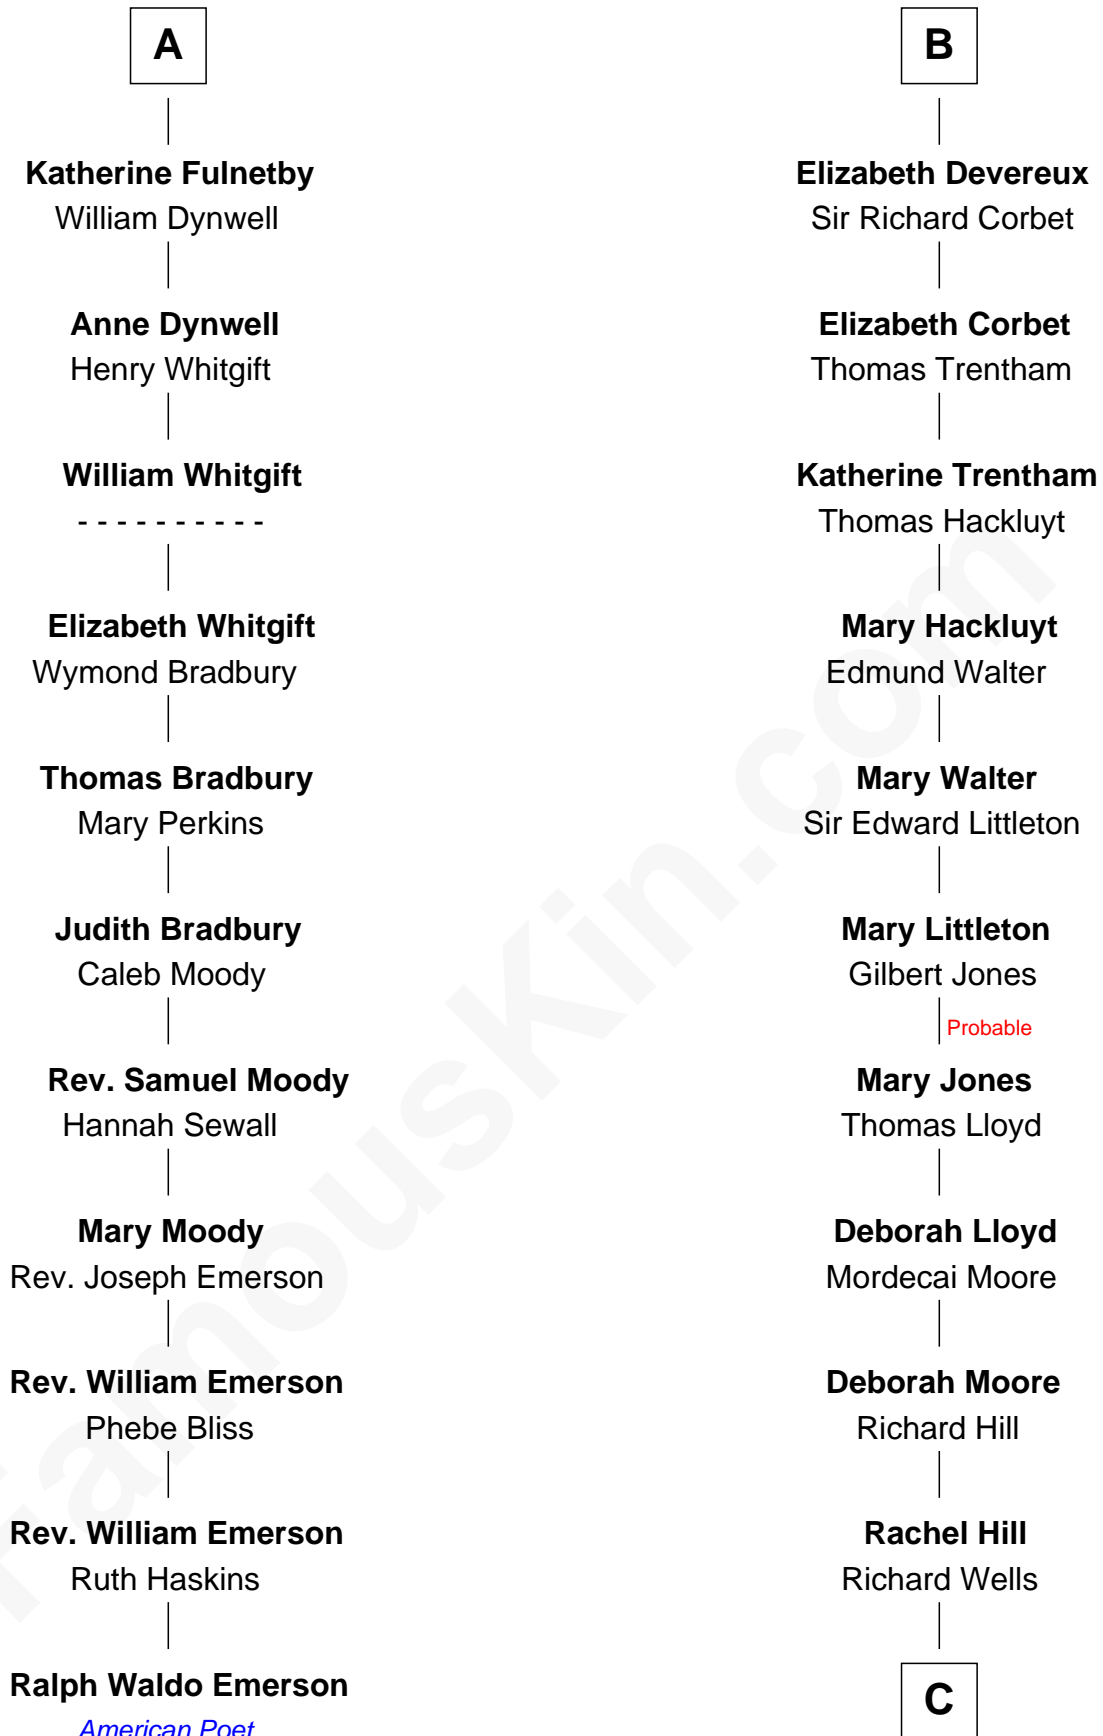 A
Katherine Fulnetby
William Dynwell
Anne Dynwell
Henry Whitgift
William Whitgift
- - - - - - - - - -
Elizabeth Whitgift
Wymond Bradbury
Thomas Bradbury
Mary Perkins
Judith Bradbury
Caleb Moody
Rev. Samuel Moody
Hannah Sewall
Mary Moody
Rev. Joseph Emerson
Rev. William Emerson
Phebe Bliss
Rev. William Emerson
Ruth Haskins
Ralph Waldo Emerson
American Poet
B
Elizabeth Devereux
Sir Richard Corbet
Elizabeth Corbet
Thomas Trentham
Katherine Trentham
Thomas Hackluyt
Mary Hackluyt
Edmund Walter
Mary Walter
Sir Edward Littleton
Mary Littleton
Gilbert Jones
Probable
Mary Jones
Thomas Lloyd
Deborah Lloyd
Mordecai Moore
Deborah Moore
Richard Hill
Rachel Hill
Richard Wells
C
FamousKin.com